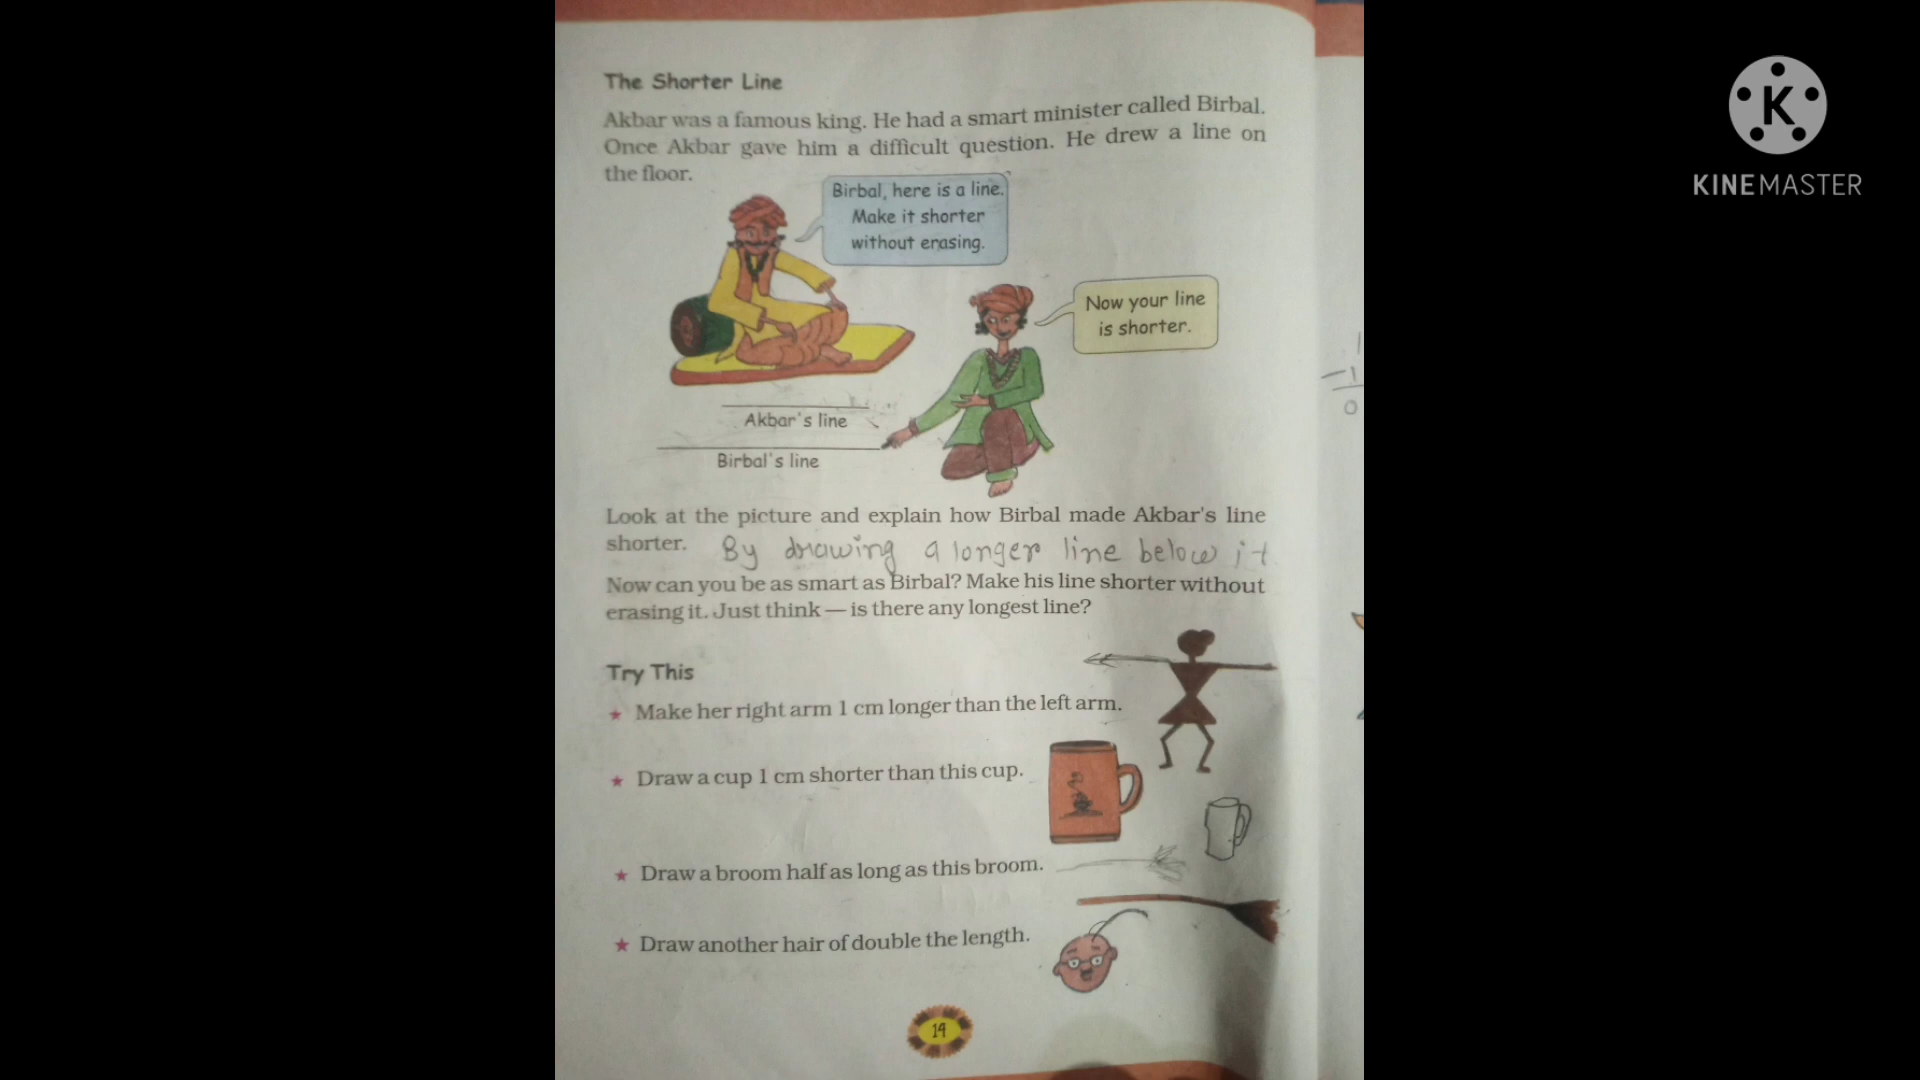 The Shorter Line
Akbar was a famous king. He had a smart minister called Birbal.
Once Akbar gave him a difficult question. He drew a line on
the floor.
Birbal, here is a line.
Make it shorter
without erasing.
Now your line
is shorter.
Akbar's line
Birbal's line
Look at the picture and explain how Birbal made Akbar's line
shorter. By drawing a longer line below it
Now can you be as smart as Birbal? Make his line shorter without
erasing it. Just think — is there any longest line?
Try This
★ Make her right arm 1 cm longer than the left arm.
★ Draw a cup 1 cm shorter than this cup.
★ Draw a broom half as long as this broom.
★ Draw another hair of double the length.
14
K
KINEMASTER
-1
0